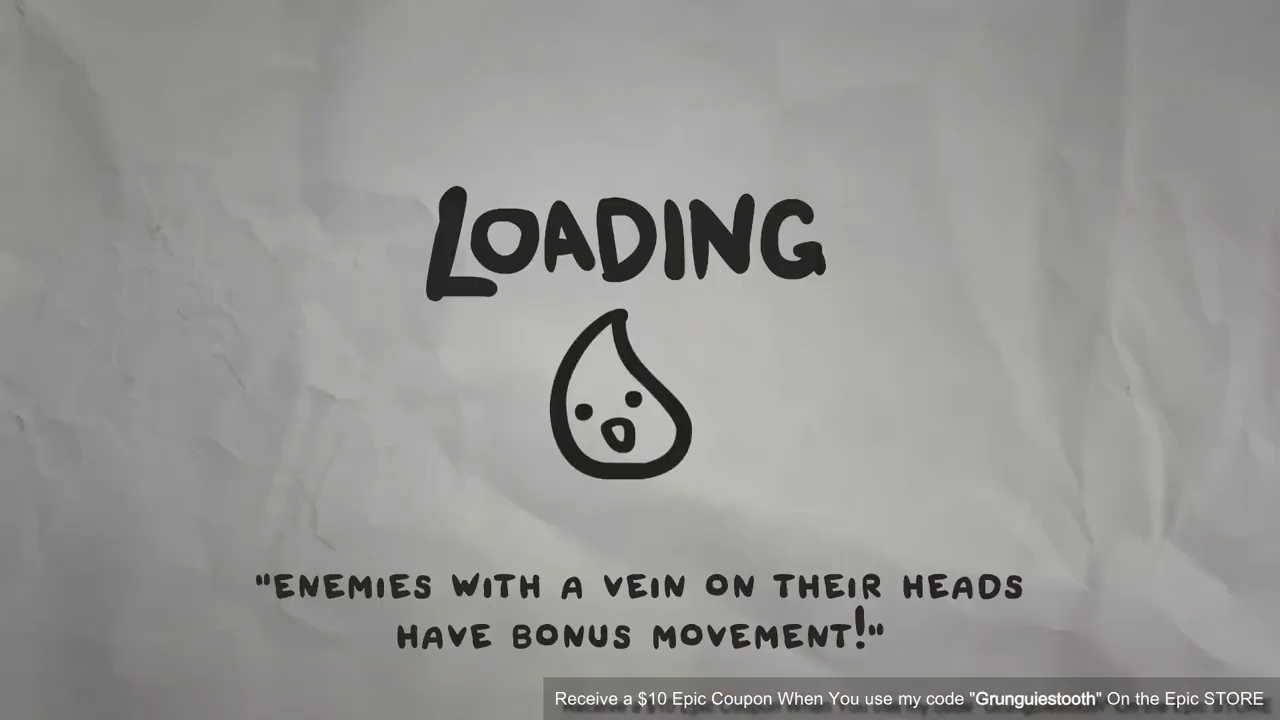 LOADING
"ENEMIES WITH A VEIN ON THEIR HEADS
HAVE BONUS MOVEMENT!"
Receive a $10 Epic Coupon When You use my code "Grunguiestooth" On the Epic STORE